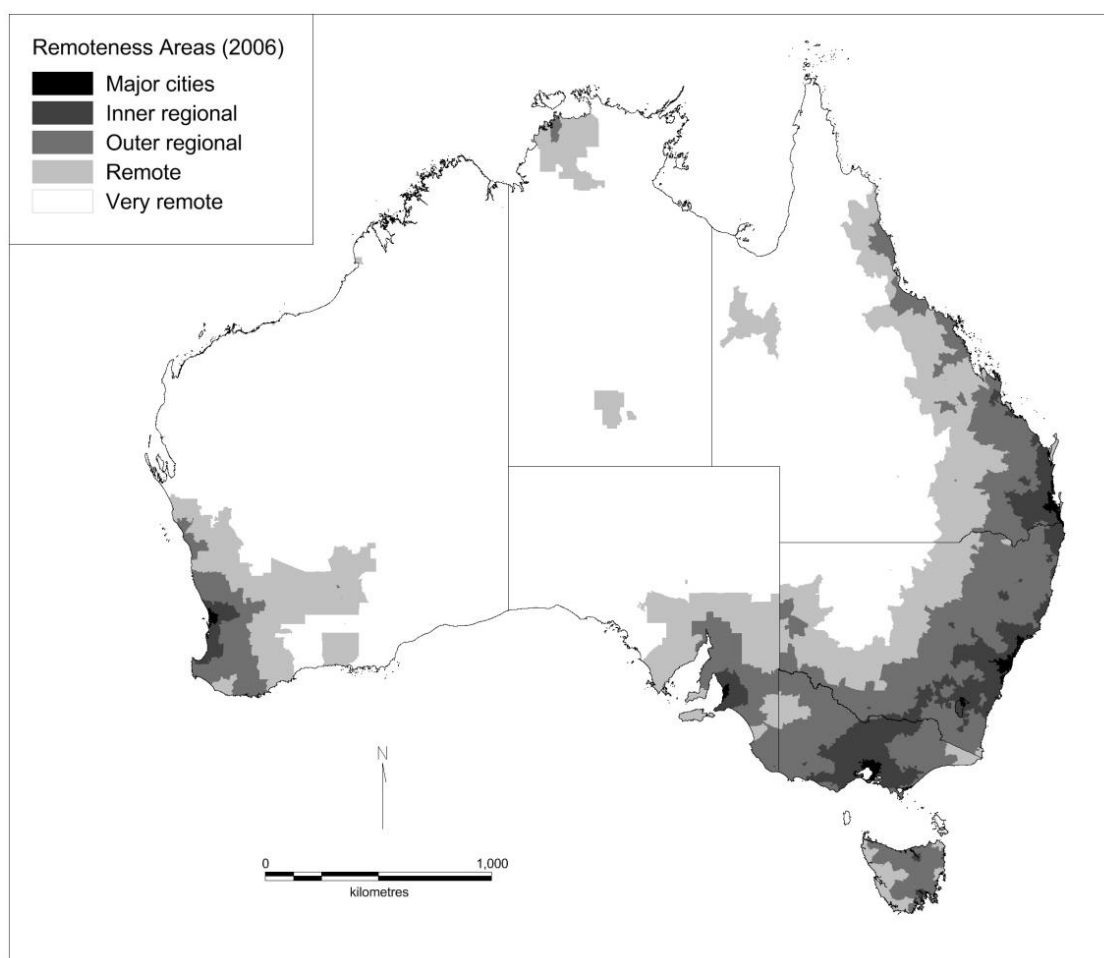 Remoteness Areas (2006)
Major cities
Inner regional
Outer regional
Remote
Very remote
N
0 1,000
kilometres